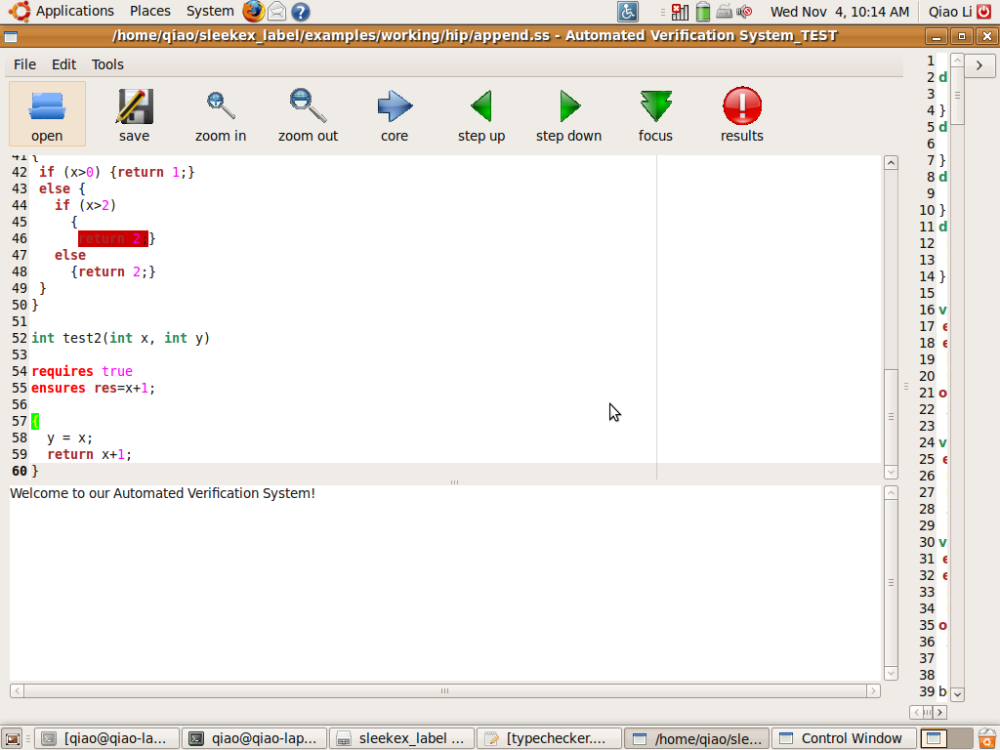 Applications Places System
Wed Nov 4, 10:14 AM Qiao Li
/home/qiao/sleekex_label/examples/working/hip/append.ss - Automated Verification System_TEST
File Edit Tools
open save zoom in zoom out core step up step down focus results
41 {
42 if (x>0) {return 1;}
43 else {
44 if (x>2)
45 {
46 return 2;}
47 else
48 {return 2;}
49 }
50 }
51
52 int test2(int x, int y)
53
54 requires true
55 ensures res=x+1;
56
57 {
58 y = x;
59 return x+1;
60 }
Welcome to our Automated Verification System!
1
2 d
3
4 }
5 d
6
7 }
8 d
9
10 }
11 d
12
13
14 }
15
16 v
17 e
18 e
19
20
21 o
22
23
24 v
25 e
26
27
28
29
30 v
31 e
32 e
33
34
35 o
36
37
38
39 b
[qiao@qiao-la... qiao@qiao-lap... sleekex_label ... [typechecker.... /home/qiao/sle... Control Window